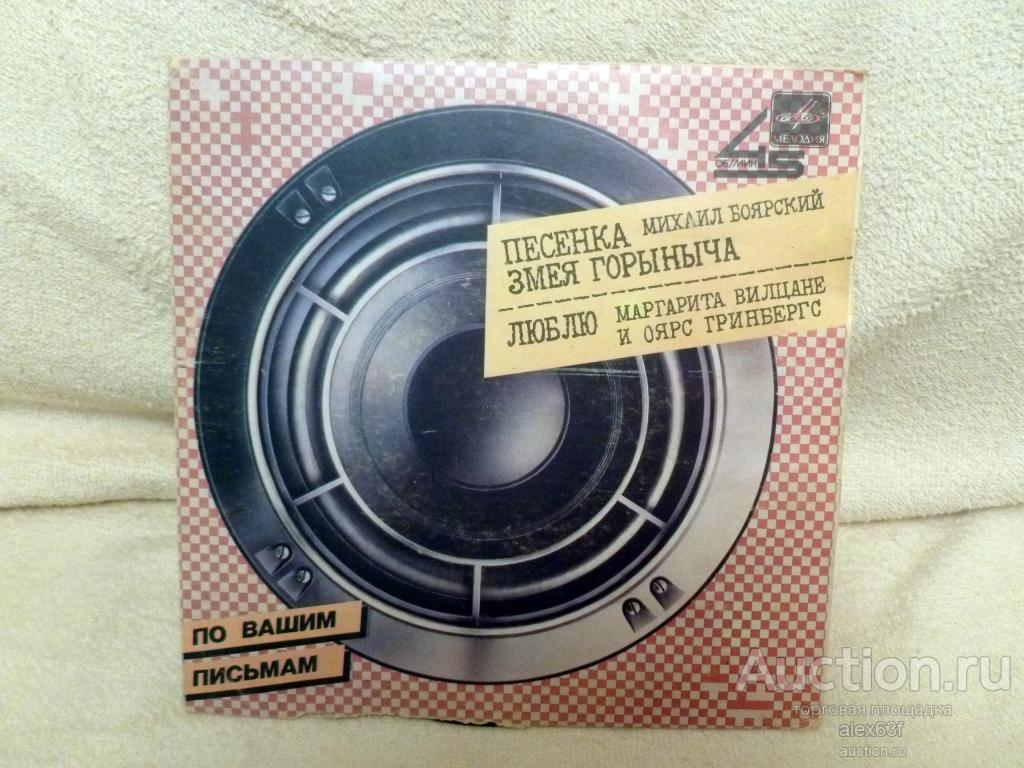 МЕЛОДИЯ
45
ОБ/МИН
ПЕСЕНКА МИХАИЛ БОЯРСКИЙ
ЗМЕЯ ГОРЫНЫЧА
ЛЮБЛЮ МАРГАРИТА ВИЛЦАНЕ
И ОЯРС ГРИНБЕРГС
ПО ВАШИМ
ПИСЬМАМ
Auction.ru
торговая площадка
alex63f
auction.ru